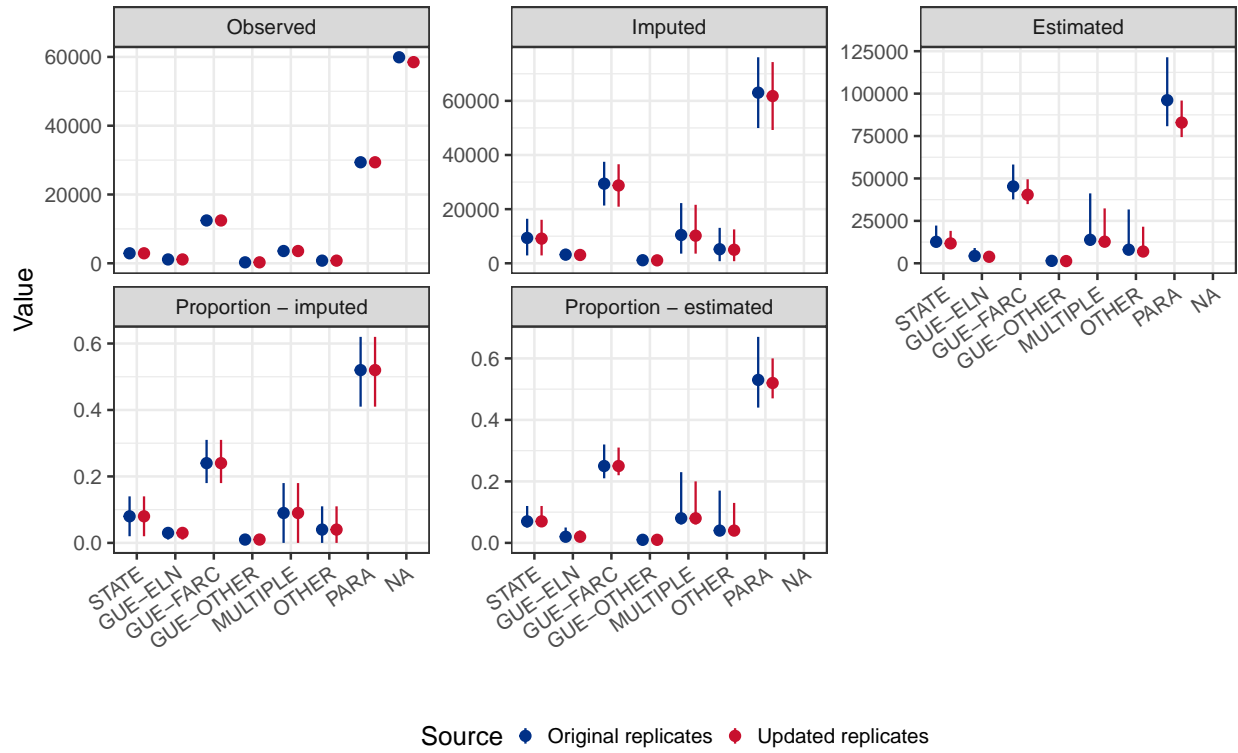 Observed
Imputed
Estimated
60000
40000
20000
0
60000
40000
20000
0
125000
100000
75000
50000
25000
0
Value
STATE
GUE−ELN
GUE−FARC
GUE−OTHER
MULTIPLE
OTHER
PARA
NA
Proportion − imputed
Proportion − estimated
0.6
0.4
0.2
0.0
0.6
0.4
0.2
0.0
STATE
GUE−ELN
GUE−FARC
GUE−OTHER
MULTIPLE
OTHER
PARA
NA
STATE
GUE−ELN
GUE−FARC
GUE−OTHER
MULTIPLE
OTHER
PARA
NA
Source Original replicates Updated replicates